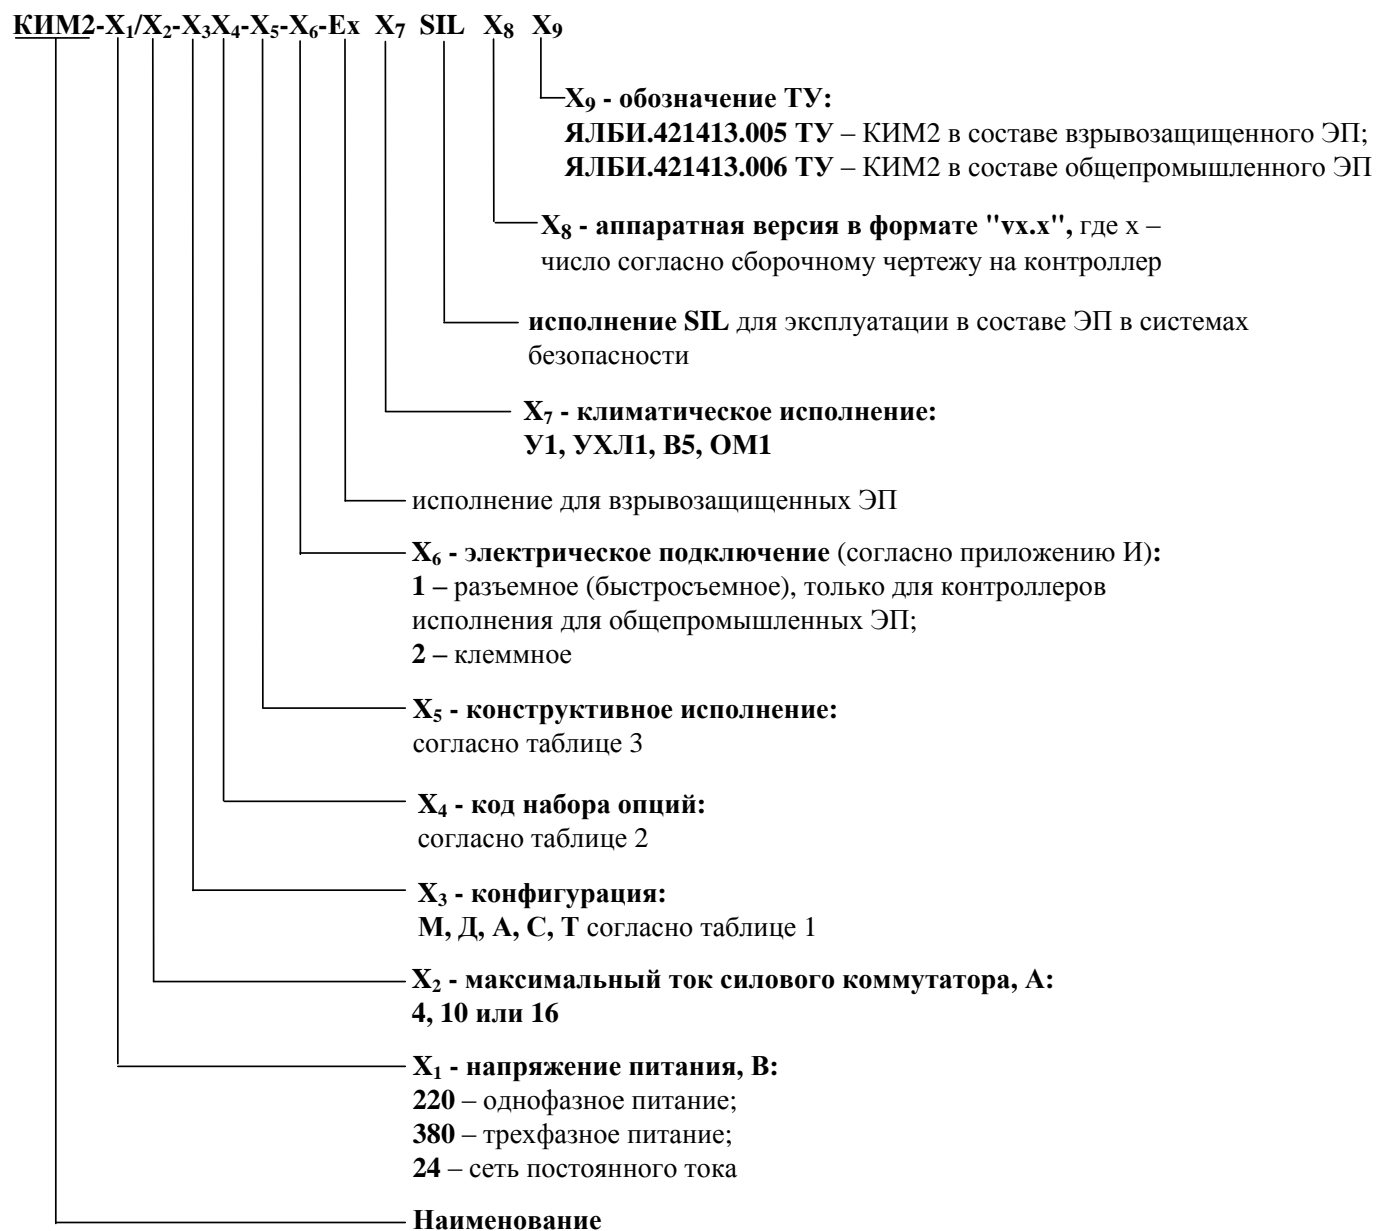 КИМ2-X₁/X₂-X₃X₄-X₅-X₆-Ex X₇ SIL X₈ X₉
X₉ - обозначение ТУ:
ЯЛБИ.421413.005 ТУ – КИМ2 в составе взрывозащищенного ЭП;
ЯЛБИ.421413.006 ТУ – КИМ2 в составе общепромышленного ЭП
X₈ - аппаратная версия в формате "vx.x", где x –
число согласно сборочному чертежу на контроллер
исполнение SIL для эксплуатации в составе ЭП в системах
безопасности
X₇ - климатическое исполнение:
У1, УХЛ1, В5, ОМ1
исполнение для взрывозащищенных ЭП
X₆ - электрическое подключение (согласно приложению И):
1 – разъемное (быстросъемное), только для контроллеров
исполнения для общепромышленных ЭП;
2 – клеммное
X₅ - конструктивное исполнение:
согласно таблице 3
X₄ - код набора опций:
согласно таблице 2
X₃ - конфигурация:
М, Д, А, С, Т согласно таблице 1
X₂ - максимальный ток силового коммутатора, А:
4, 10 или 16
X₁ - напряжение питания, В:
220 – однофазное питание;
380 – трехфазное питание;
24 – сеть постоянного тока
Наименование